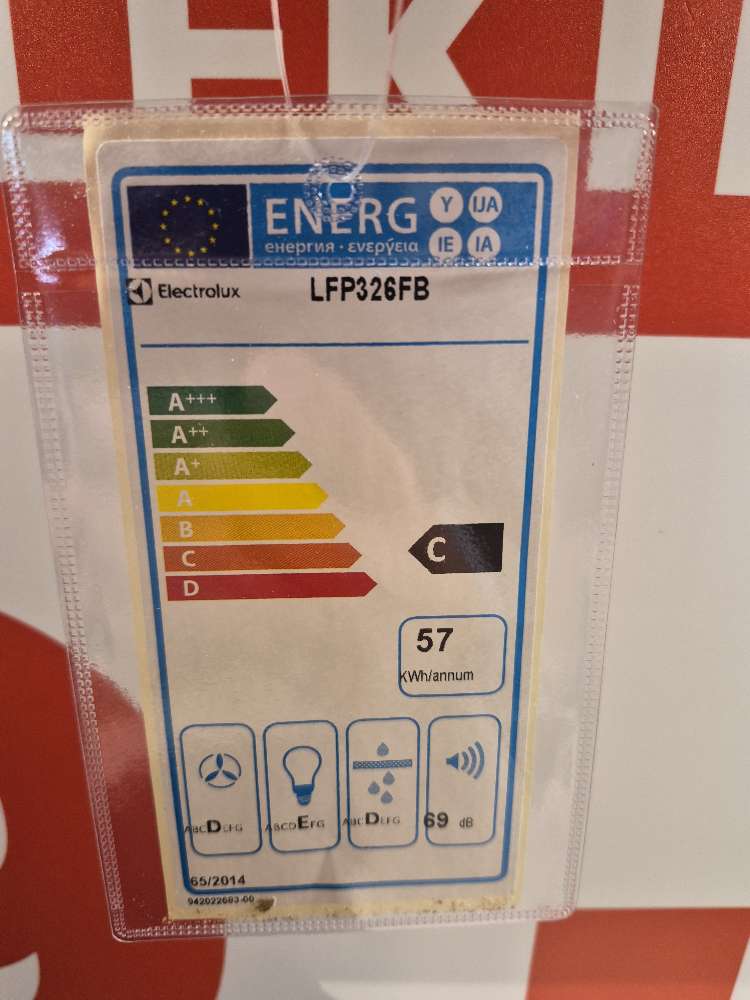 ENERG
Y IJA
енергия · ενεργεια
IE IA
Electrolux
LFP326FB
A+++
A++
A+
A
B
C
D
C
57
KWh/annum
ABCDEFG
ABCDEFG
ABCDEFG
69 dB
65/2014
942022683-00